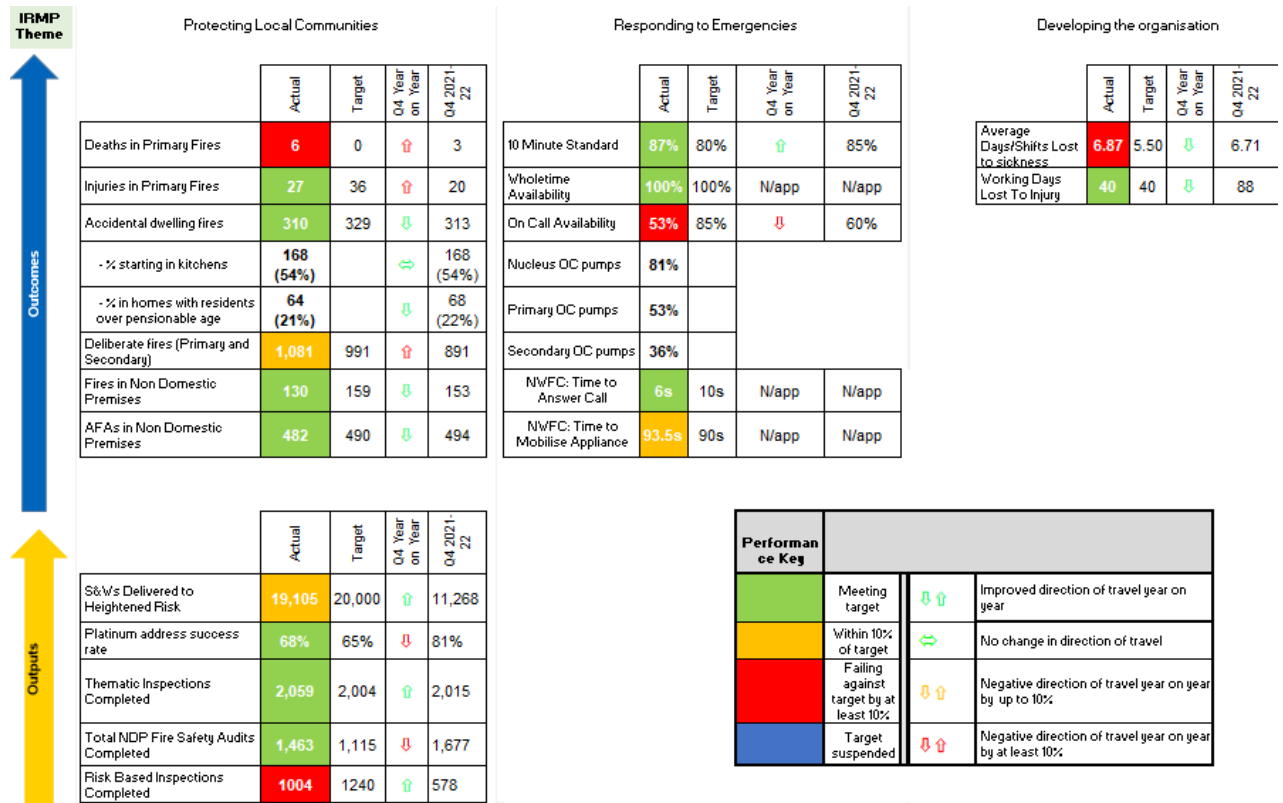 IRMP
Theme
Protecting Local Communities
Responding to Emergencies
Developing the organisation
Outcomes
Actual
Target
Q4 Year
on Year
Q4 2021-
22
Deaths in Primary Fires
6
0
⇧
3
Injuries in Primary Fires
27
36
⇧
20
Accidental dwelling fires
310
329
⇩
313
- % starting in kitchens
168
(54%)
⬄
168
(54%)
- % in homes with residents
over pensionable age
64
(21%)
⇩
68
(22%)
Deliberate fires (Primary and
Secondary)
1,081
991
⇧
891
Fires in Non Domestic
Premises
130
159
⇩
153
AFAs in Non Domestic
Premises
482
490
⇩
494
Actual
Target
Q4 Year
on Year
Q4 2021-
22
10 Minute Standard
87%
80%
⇧
85%
Wholetime
Availability
100%
100%
N/app
N/app
On Call Availability
53%
85%
⇩
60%
Nucleus OC pumps
81%
Primary OC pumps
53%
Secondary OC pumps
36%
NWFC: Time to
Answer Call
6s
10s
N/app
N/app
NWFC: Time to
Mobilise Appliance
93.5s
90s
N/app
N/app
Actual
Target
Q4 Year
on Year
Q4 2021-
22
Average
Days/Shifts Lost
to sickness
6.87
5.50
⇩
6.71
Working Days
Lost To Injury
40
40
⇩
88
Outputs
Actual
Target
Q4 Year
on Year
Q4 2021-
22
S&Ws Delivered to
Heightened Risk
19,105
20,000
⇧
11,268
Platinum address success
rate
68%
65%
⇩
81%
Thematic Inspections
Completed
2,059
2,004
⇧
2,015
Total NDP Fire Safety Audits
Completed
1,463
1,115
⇩
1,677
Risk Based Inspections
Completed
1004
1240
⇧
578
Performan
ce Key
Meeting
target
⇩⇧
Improved direction of travel year on
year
Within 10%
of target
⬄
No change in direction of travel
Failing
against
target by at
least 10%
⇩⇧
Negative direction of travel year on year
by up to 10%
Target
suspended
⇩⇧
Negative direction of travel year on year
by at least 10%